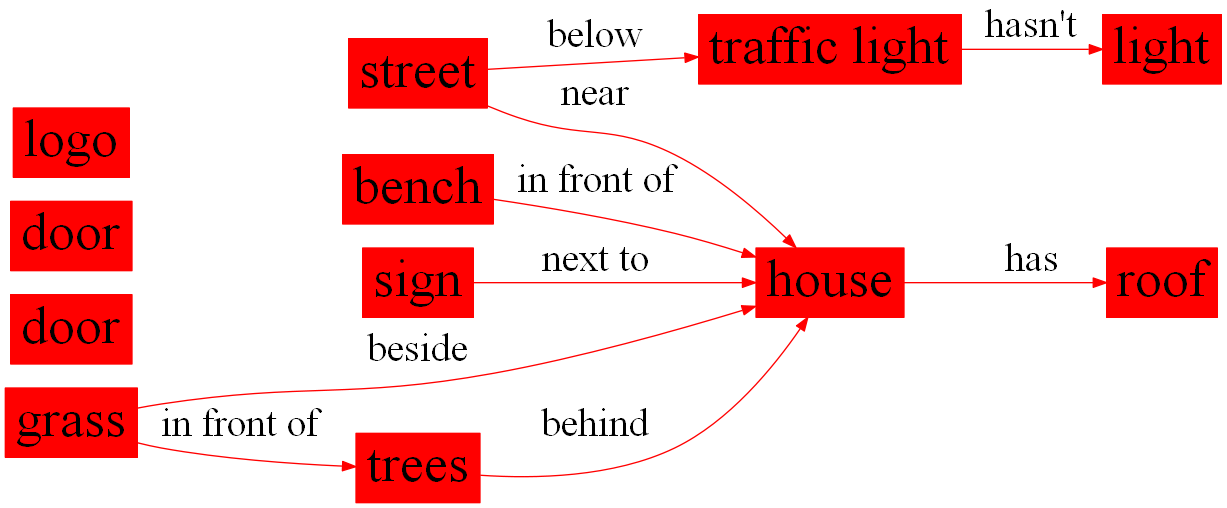 hasn't
below
traffic light
light
street
near
logo
in front of
bench
door
next to
has
sign
house
roof
door
beside
grass
in front of
behind
trees